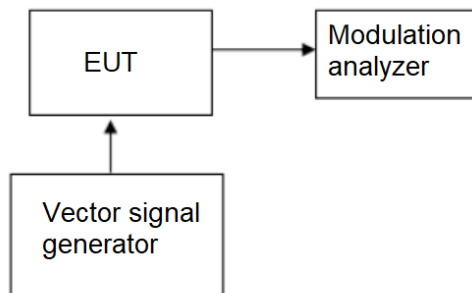 EUT
Modulation
analyzer
Vector signal
generator